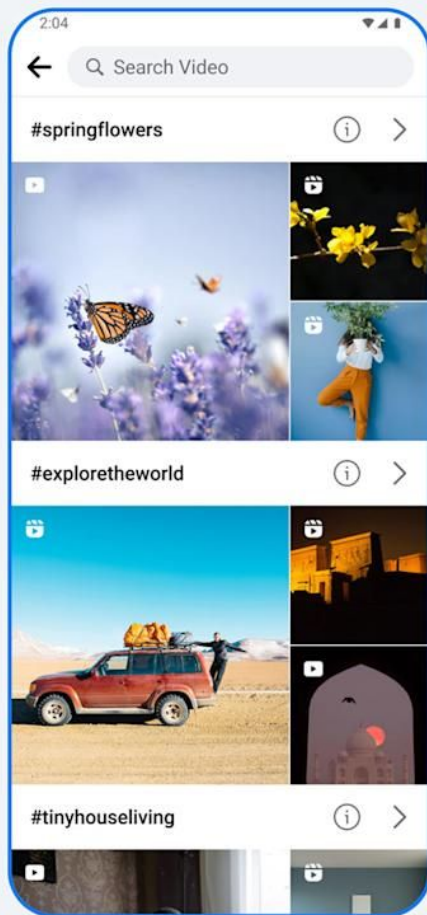 2:04
Search Video
#springflowers
#exploretheworld
#tinyhouseliving